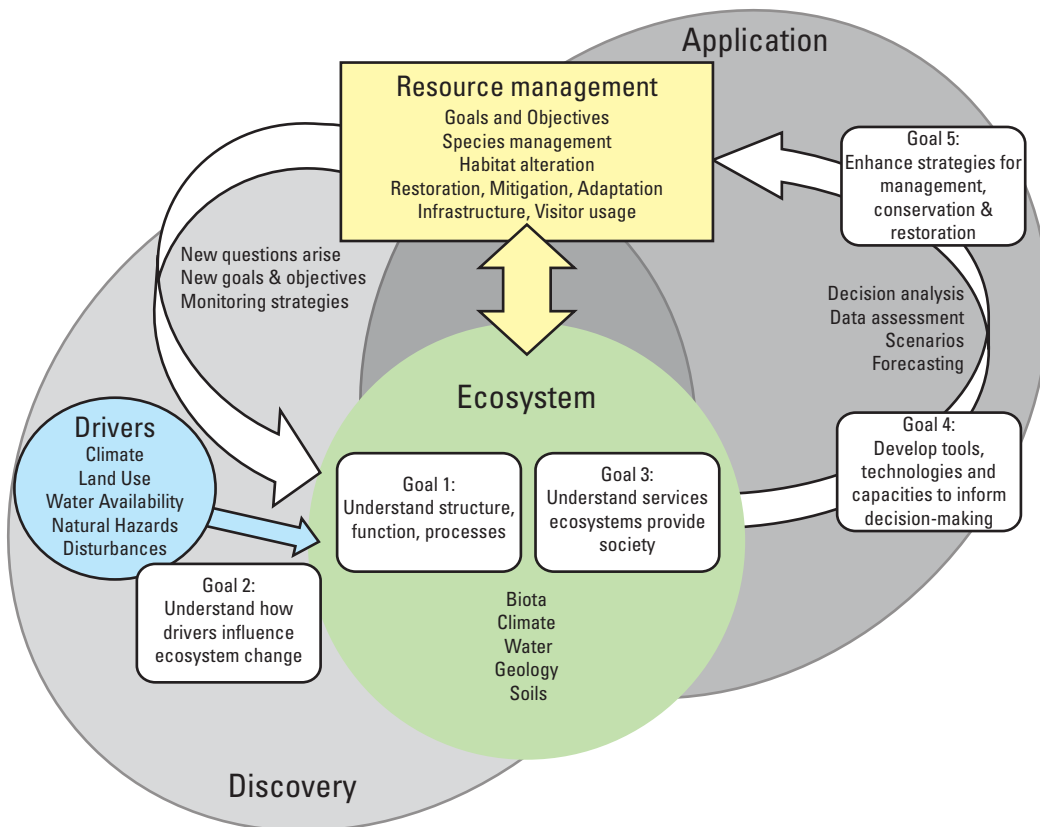 Application
Resource management
Goals and Objectives
Species management
Habitat alteration
Restoration, Mitigation, Adaptation
Infrastructure, Visitor usage
Goal 5:
Enhance strategies for
management,
conservation &
restoration
New questions arise
New goals & objectives
Monitoring strategies
Decision analysis
Data assessment
Scenarios
Forecasting
Ecosystem
Drivers
Climate
Land Use
Water Availability
Natural Hazards
Disturbances
Goal 1:
Understand structure,
function, processes
Goal 3:
Understand services
ecosystems provide
society
Goal 4:
Develop tools,
technologies and
capacities to inform
decision-making
Goal 2:
Understand how
drivers influence
ecosystem change
Biota
Climate
Water
Geology
Soils
Discovery